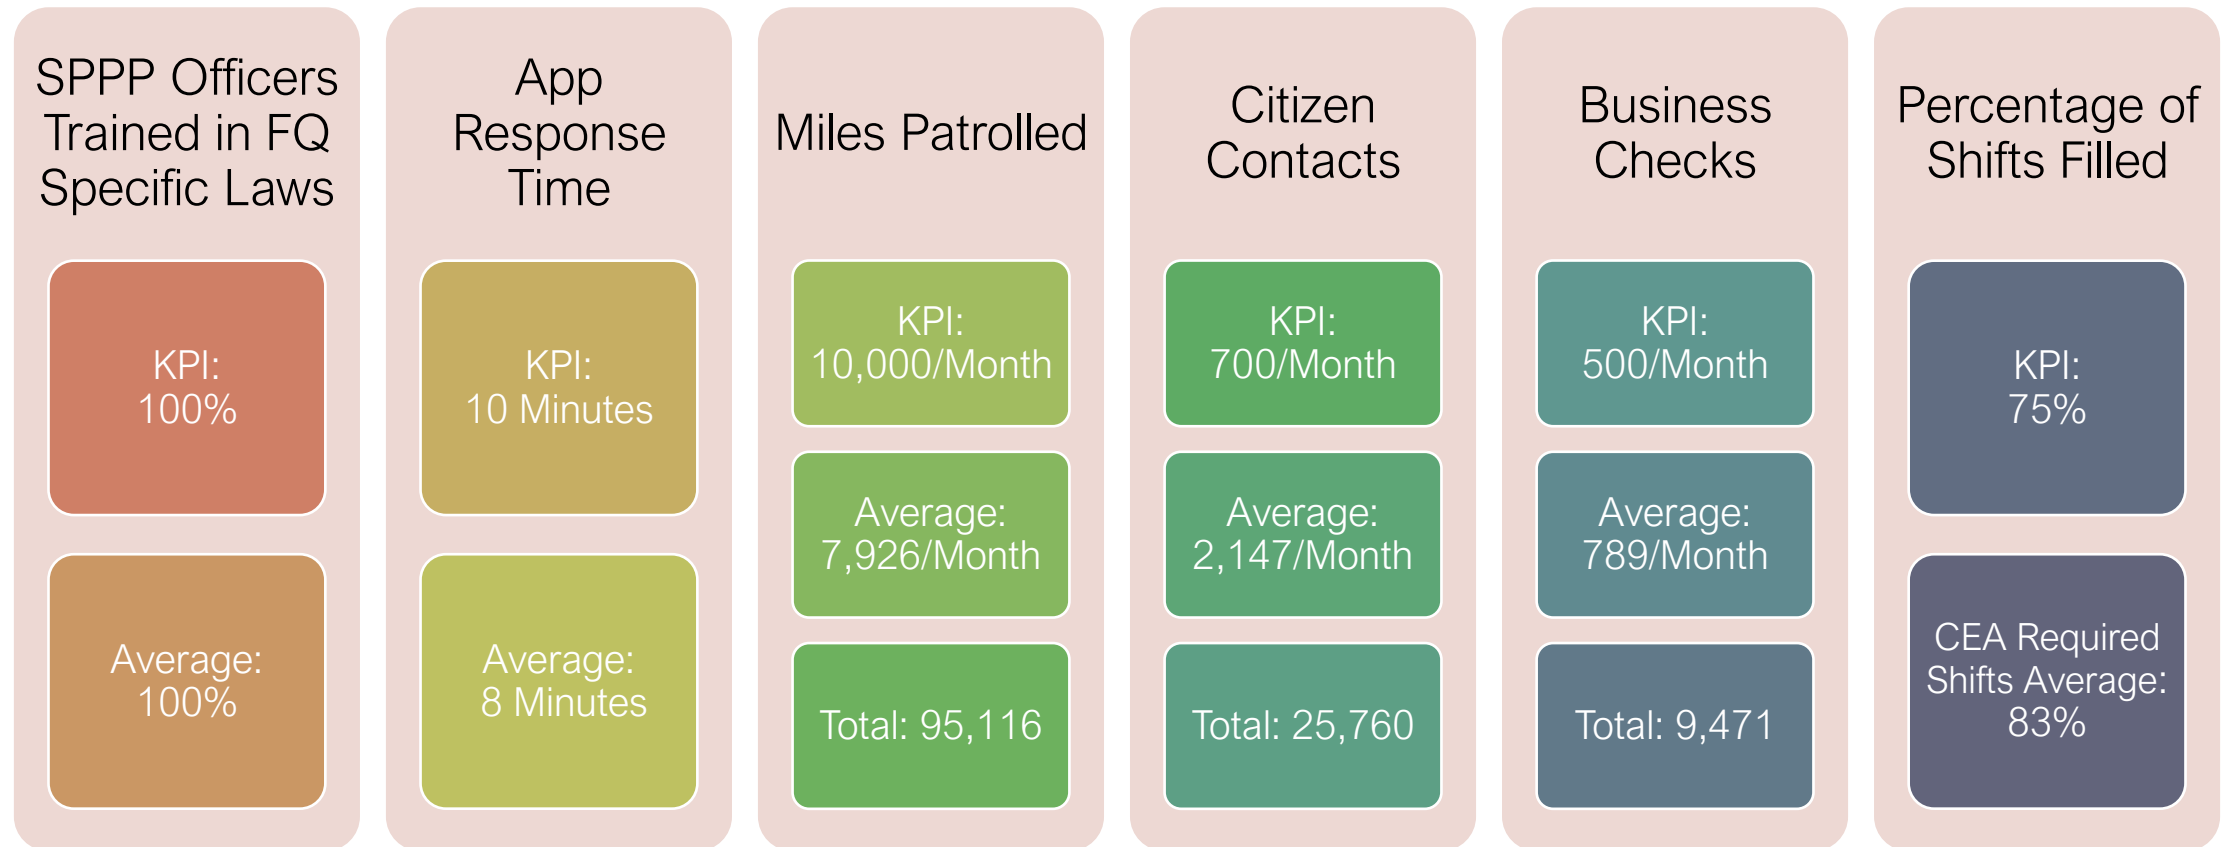 SPPP Officers
Trained in FQ
Specific Laws
KPI:
100%
Average:
100%
App
Response
Time
KPI:
10 Minutes
Average:
8 Minutes
Miles Patrolled
KPI:
10,000/Month
Average:
7,926/Month
Total: 95,116
Citizen
Contacts
KPI:
700/Month
Average:
2,147/Month
Total: 25,760
Business
Checks
KPI:
500/Month
Average:
789/Month
Total: 9,471
Percentage of
Shifts Filled
KPI:
75%
CEA Required
Shifts Average:
83%